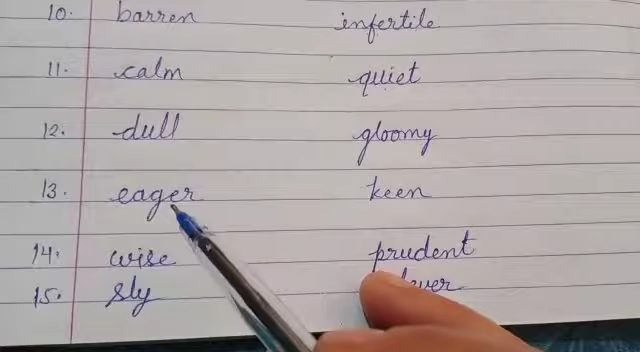 10. barren infertile
11. calm quiet
12. dull gloomy
13. eager keen
14. wise prudent
15. sly